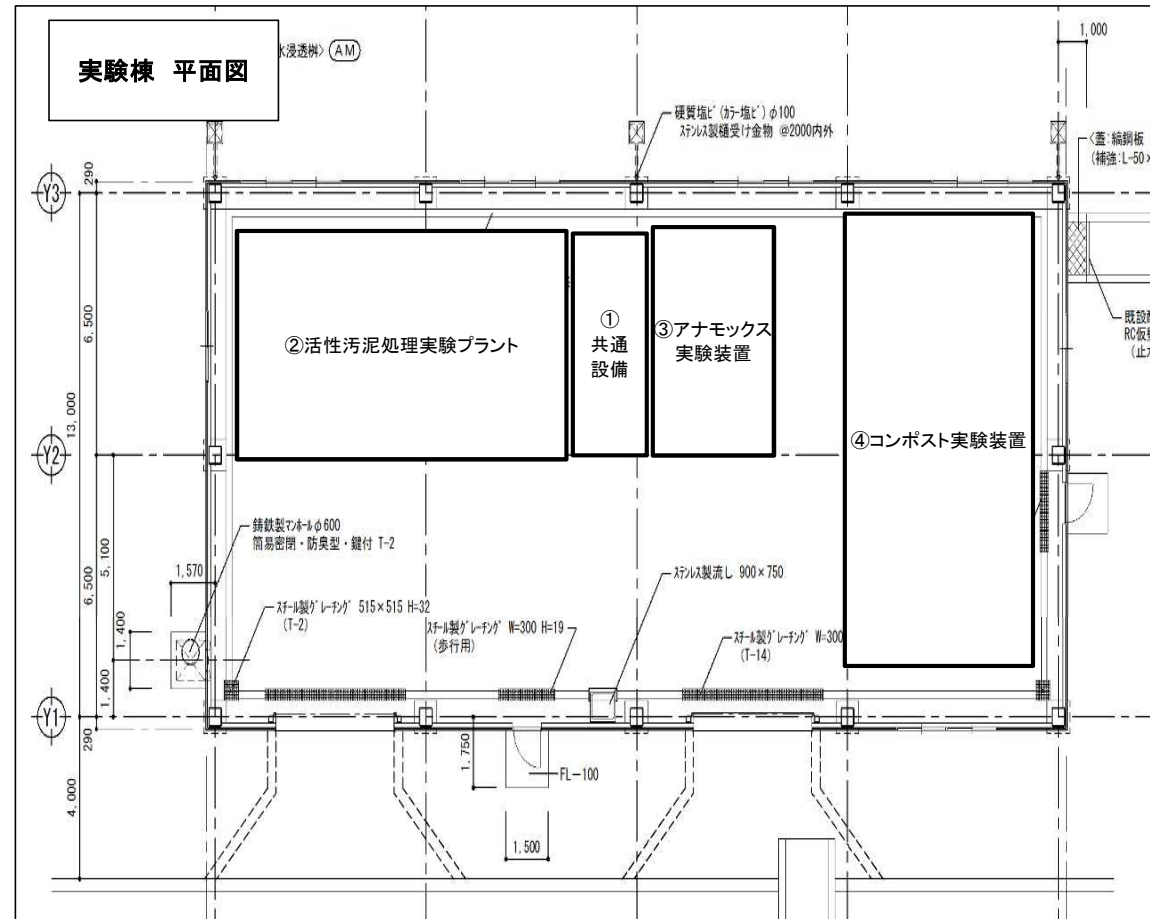 実験棟 平面図
水浸透桝〉 AM
1,000
硬質塩ビ(カラー塩ビ)φ100
ステンレス製樋受け金物 @2000内外
〈蓋:縞鋼板
(補強:L-50×
290
Y3
6,500
13,000
②活性汚泥処理実験プラント
①
共通
設備
③アナモックス
実験装置
④コンポスト実験装置
RC仮壁
(止水
Y2
鋳鉄製マンホールφ600
簡易密閉・防臭型・鍵付 T-2
1,570
6,500
5,100
1,400
1,400
スチール製グレーチング 515×515 H=32
(T-2)
スチール製グレーチング W=300 H=19
(歩行用)
ステンレス製流し 900×750
スチール製グレーチング W=300
(T-14)
Y1
290
1,750
FL-100
4,000
1,500